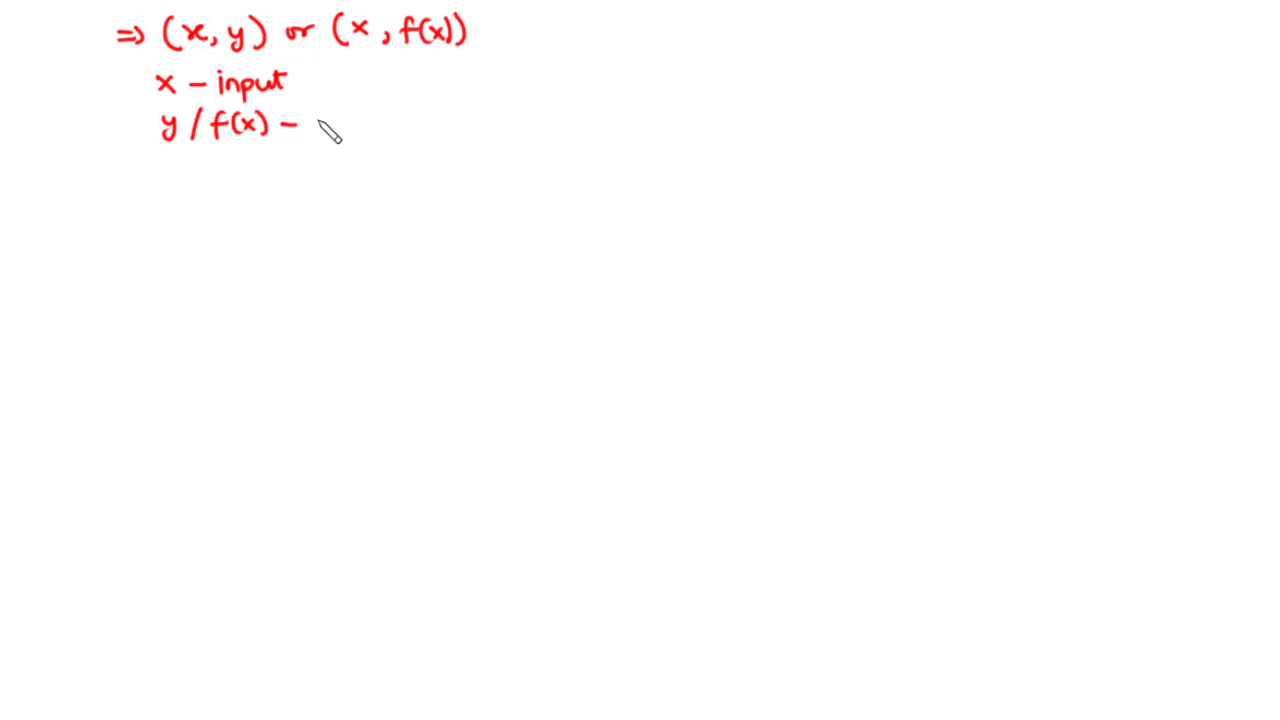 ⇒ (x, y) or (x, f(x))
x – input
y / f(x) –